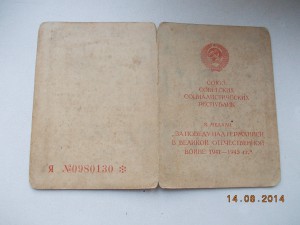 СОЮЗ
СОВЕТСКИХ
СОЦИАЛИСТИЧЕСКИХ
РЕСПУБЛИК
К МЕДАЛИ
„ЗА ПОБЕДУ НАД ГЕРМАНИЕЙ
В ВЕЛИКОЙ ОТЕЧЕСТВЕННОЙ
ВОЙНЕ 1941—1945 гг.“
Я №0980130
14.08.2014